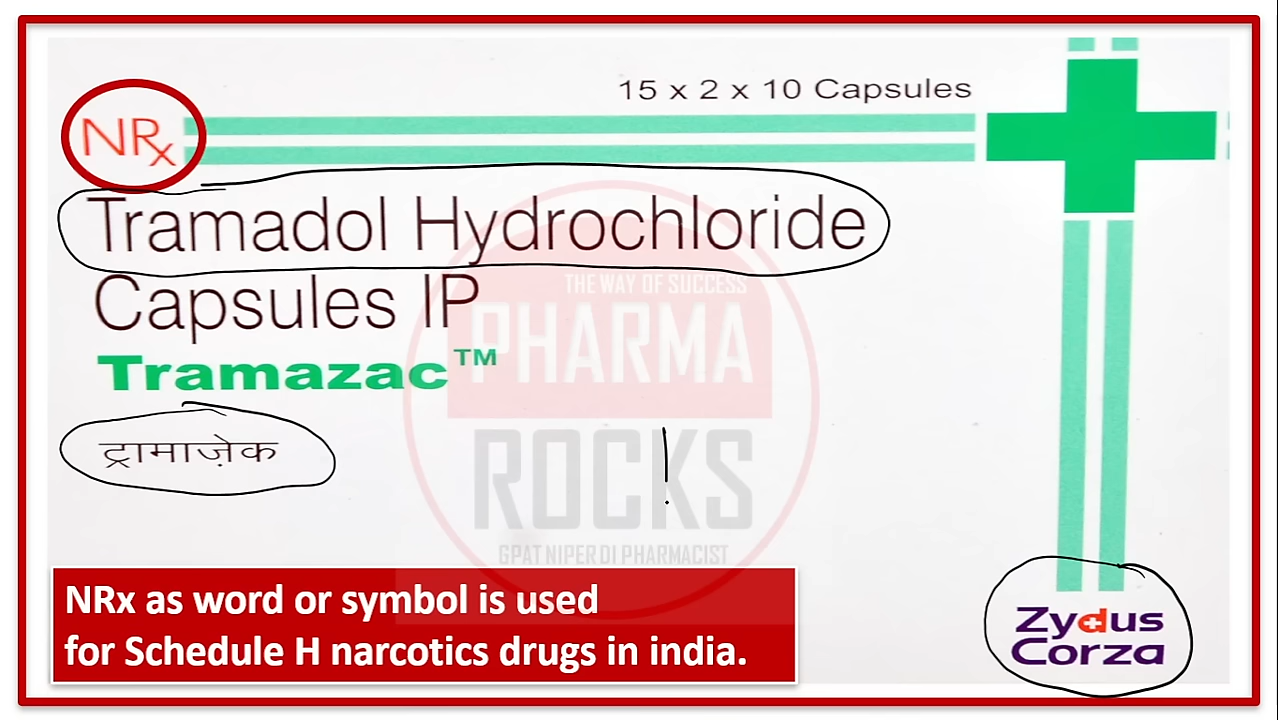 15 x 2 x 10 Capsules
NRx
Tramadol Hydrochloride
Capsules IP
Tramazac™
ट्रामाज़ेक
THE WAY OF SUCCESS
PHARMA
ROCKS
GPAT NIPER DI PHARMACIST
NRx as word or symbol is used
for Schedule H narcotics drugs in india.
Zydus
Corza